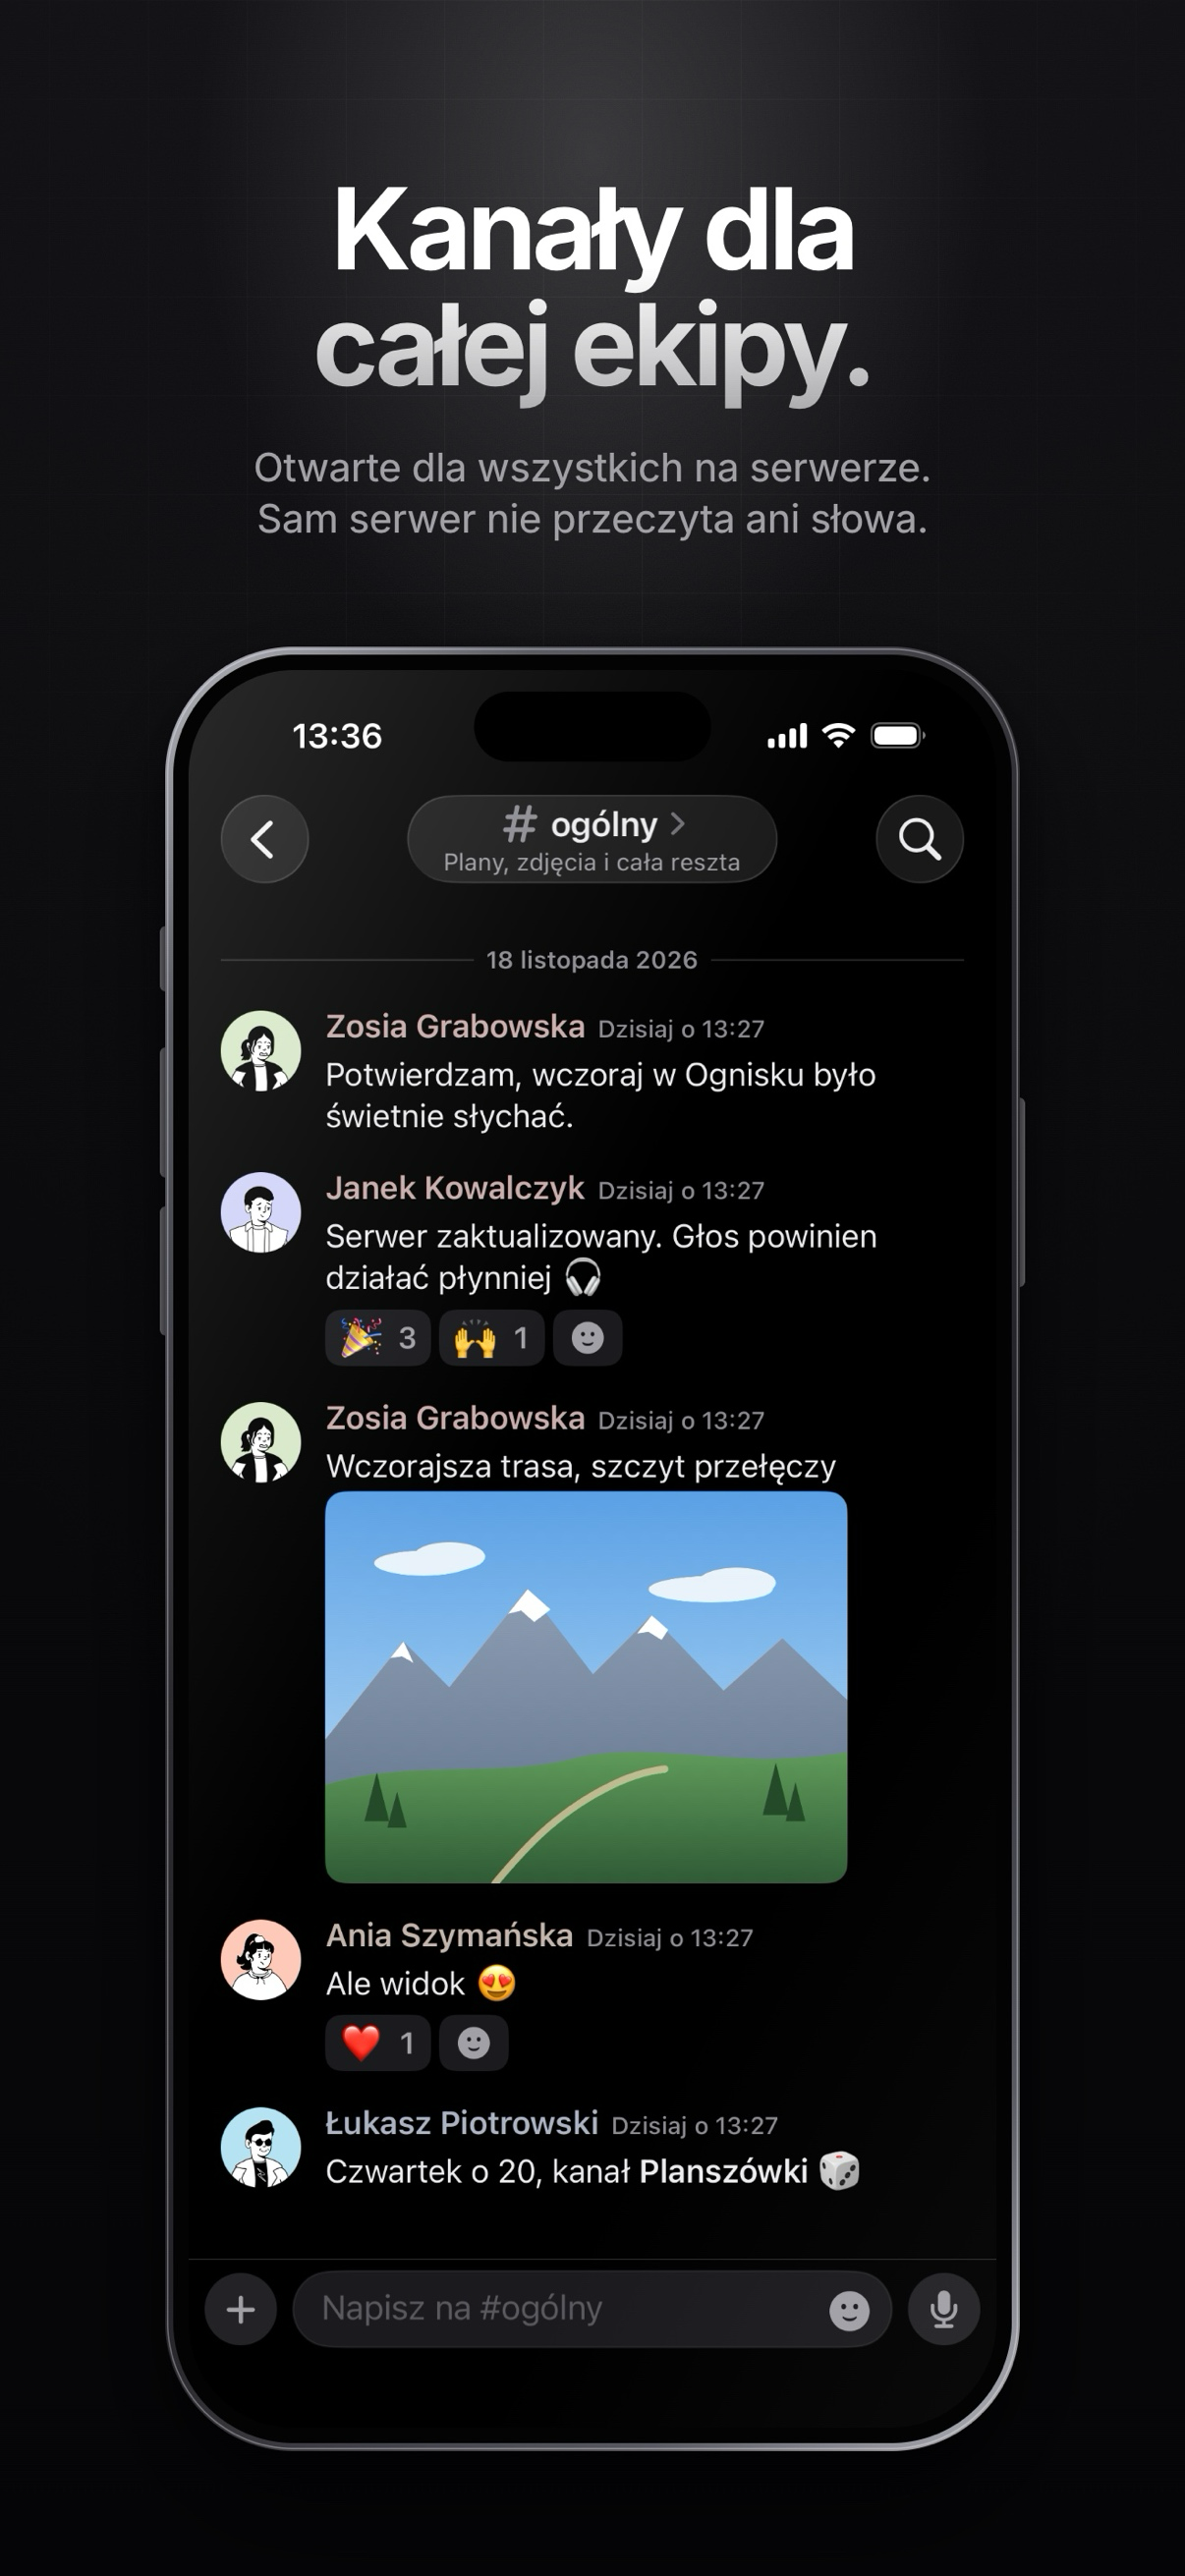 Kanały dla
całej ekipy.
Otwarte dla wszystkich na serwerze.
Sam serwer nie przeczyta ani słowa.
13:36
# ogólny
Plany, zdjęcia i cała reszta
18 listopada 2026
Zosia Grabowska Dzisiaj o 13:27
Potwierdzam, wczoraj w Ognisku było
świetnie słychać.
Janek Kowalczyk Dzisiaj o 13:27
Serwer zaktualizowany. Głos powinien
działać płynniej 🎧
🎉 3 🙌 1
Zosia Grabowska Dzisiaj o 13:27
Wczorajsza trasa, szczyt przełęczy
Ania Szymańska Dzisiaj o 13:27
Ale widok 😍
❤️ 1
Łukasz Piotrowski Dzisiaj o 13:27
Czwartek o 20, kanał Planszówki 🎲
Napisz na #ogólny